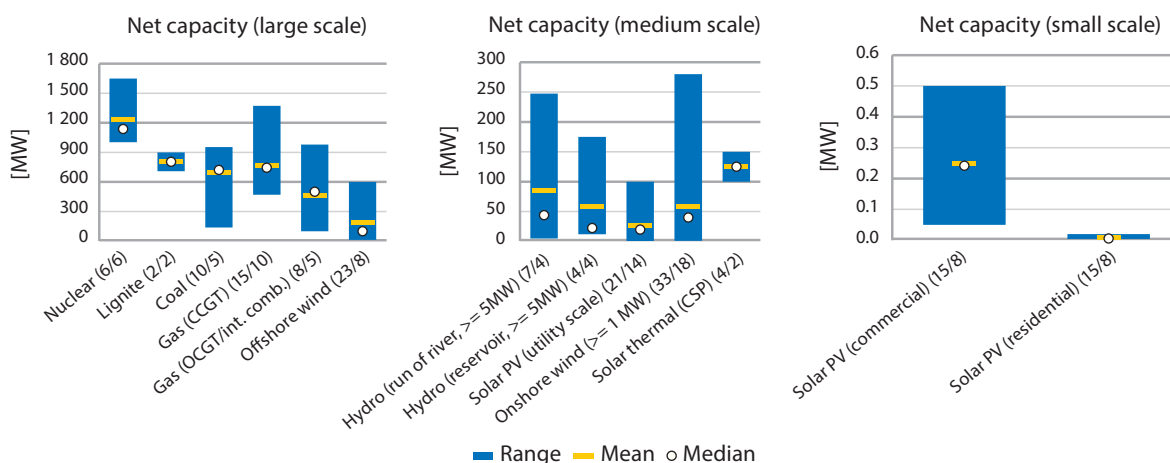 Net capacity (large scale)
1 800
1 500
1 200
900
600
300
0
[MW]
Nuclear (6/6)
Lignite (2/2)
Coal (10/5)
Gas (CCGT) (15/10)
Gas (OCGT/int. comb.) (8/5)
Offshore wind (23/8)
Net capacity (medium scale)
300
250
200
150
100
50
0
[MW]
Hydro (run of river, >= 5MW) (7/4)
Hydro (reservoir, >= 5MW) (4/4)
Solar PV (utility scale) (21/14)
Onshore wind (>= 1 MW) (33/18)
Solar thermal (CSP) (4/2)
Net capacity (small scale)
0.6
0.5
0.4
0.3
0.2
0.1
0.0
[MW]
Solar PV (commercial) (15/8)
Solar PV (residential) (15/8)
Range Mean Median